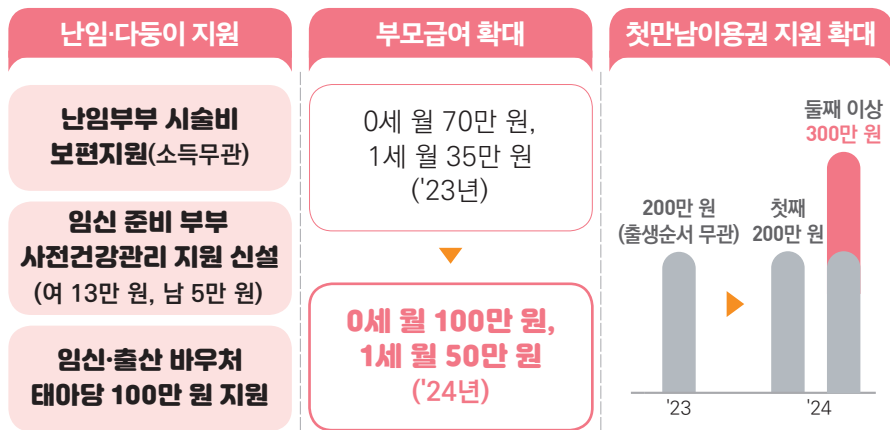 난임·다둥이 지원
난임부부 시술비
보편지원(소득무관)
임신 준비 부부
사전건강관리 지원 신설
(여 13만 원, 남 5만 원)
임신·출산 바우처
태아당 100만 원 지원
부모급여 확대
0세 월 70만 원,
1세 월 35만 원
('23년)
0세 월 100만 원,
1세 월 50만 원
('24년)
첫만남이용권 지원 확대
둘째 이상
300만 원
200만 원
(출생순서 무관)
첫째
200만 원
'23
'24